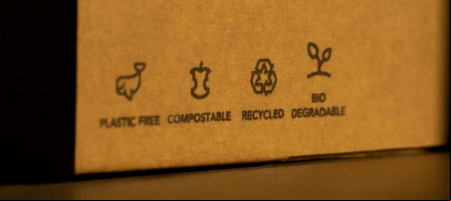 PLASTIC FREE
COMPOSTABLE
RECYCLED
BIO
DEGRADABLE